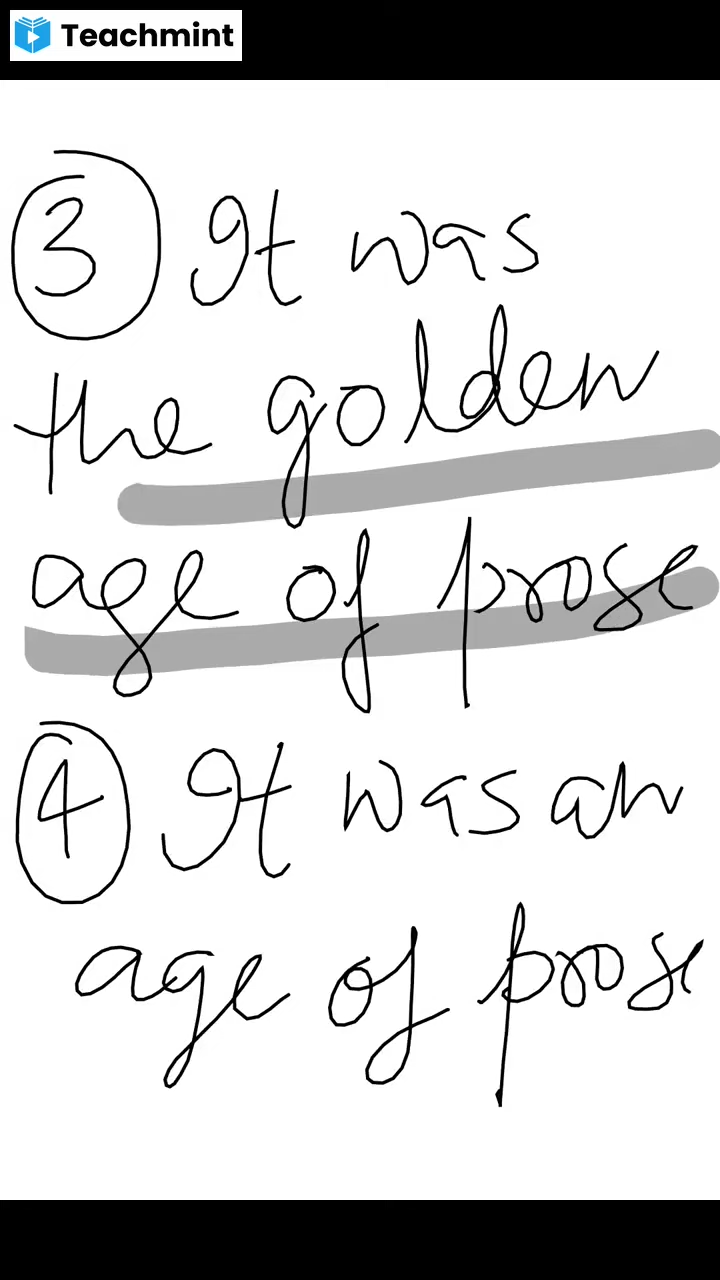 Teachmint
3 It was
the golden
age of prose
4 It was an
age of prose